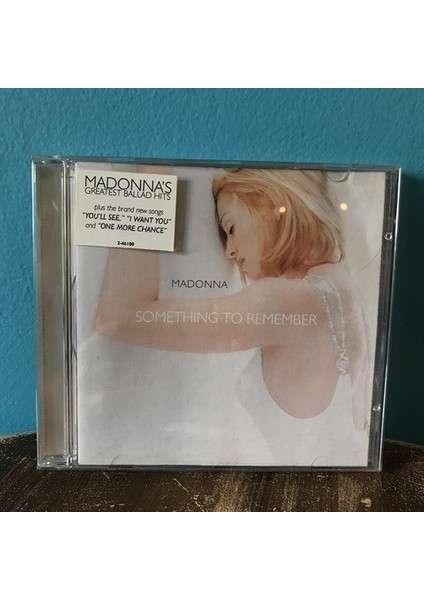 MADONNA'S
GREATEST BALLAD HITS
plus the brand new songs
"YOU'LL SEE," "I WANT YOU"
and "ONE MORE CHANCE"
2-46100
MADONNA
SOMETHING TO REMEMBER